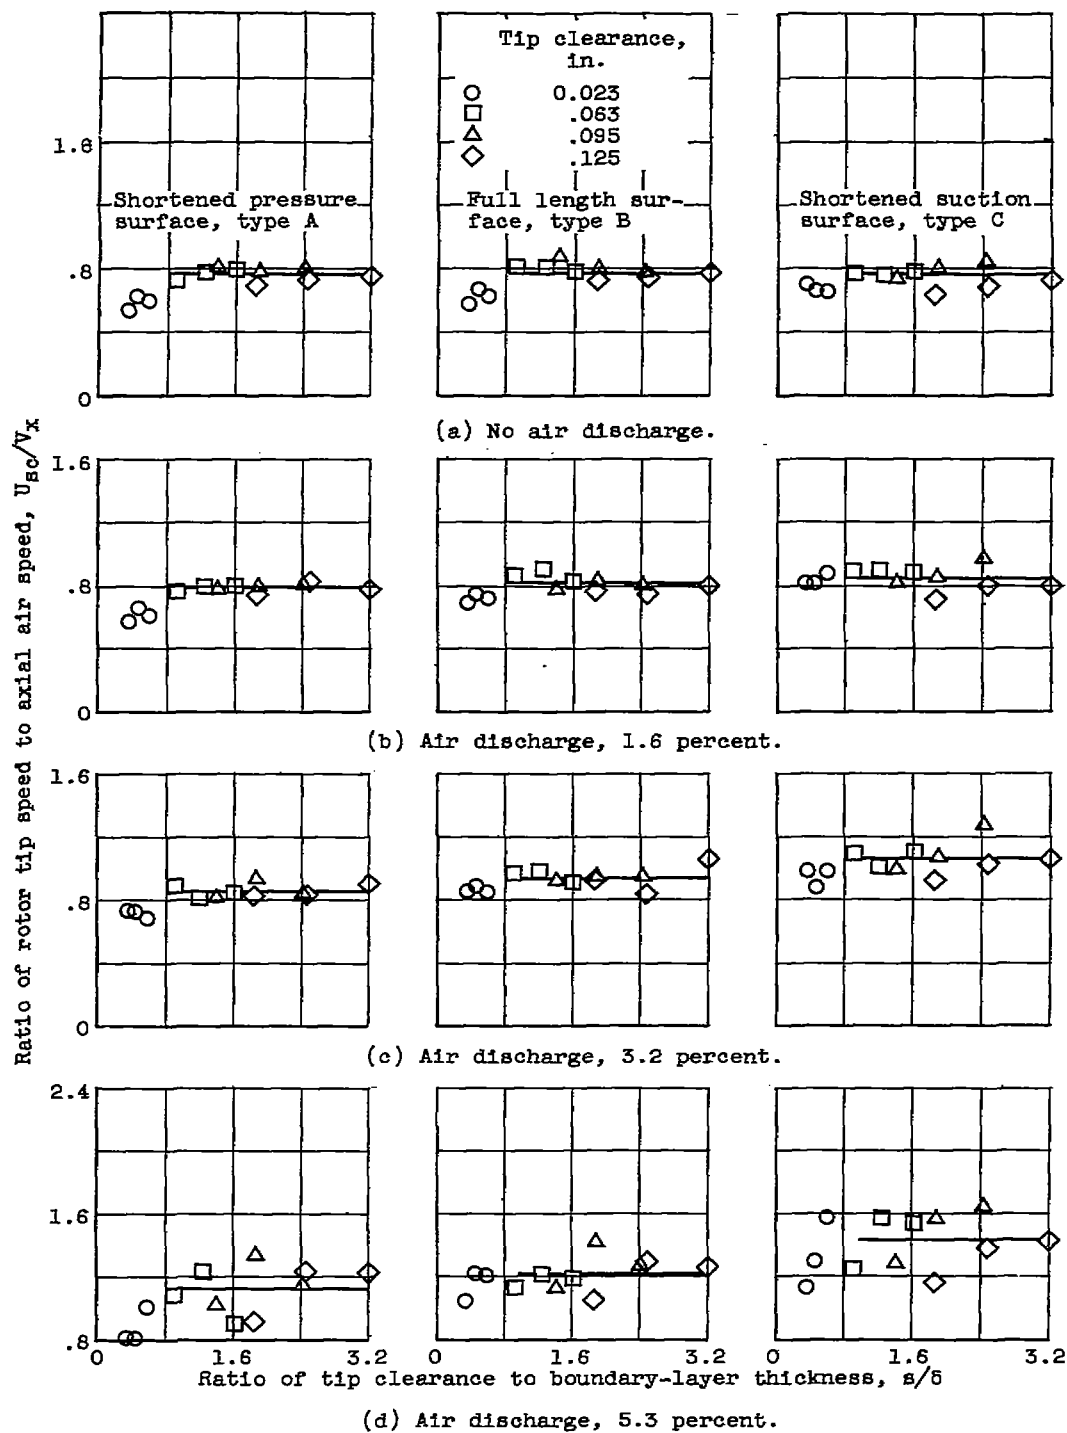 Tip clearance,
in.
0.023
.063
.095
.125
1.6
Shortened pressure
surface, type A
Full length sur-
face, type B
Shortened suction
surface, type C
.8
0
(a) No air discharge.
Ratio of rotor tip speed to axial air speed, Usc/Vx
1.6
.8
0
(b) Air discharge, 1.6 percent.
1.6
.8
0
(c) Air discharge, 3.2 percent.
2.4
1.6
.8
0 1.6 3.2 0 1.6 3.2 0 1.6 3.2
Ratio of tip clearance to boundary-layer thickness, s/δ
(d) Air discharge, 5.3 percent.